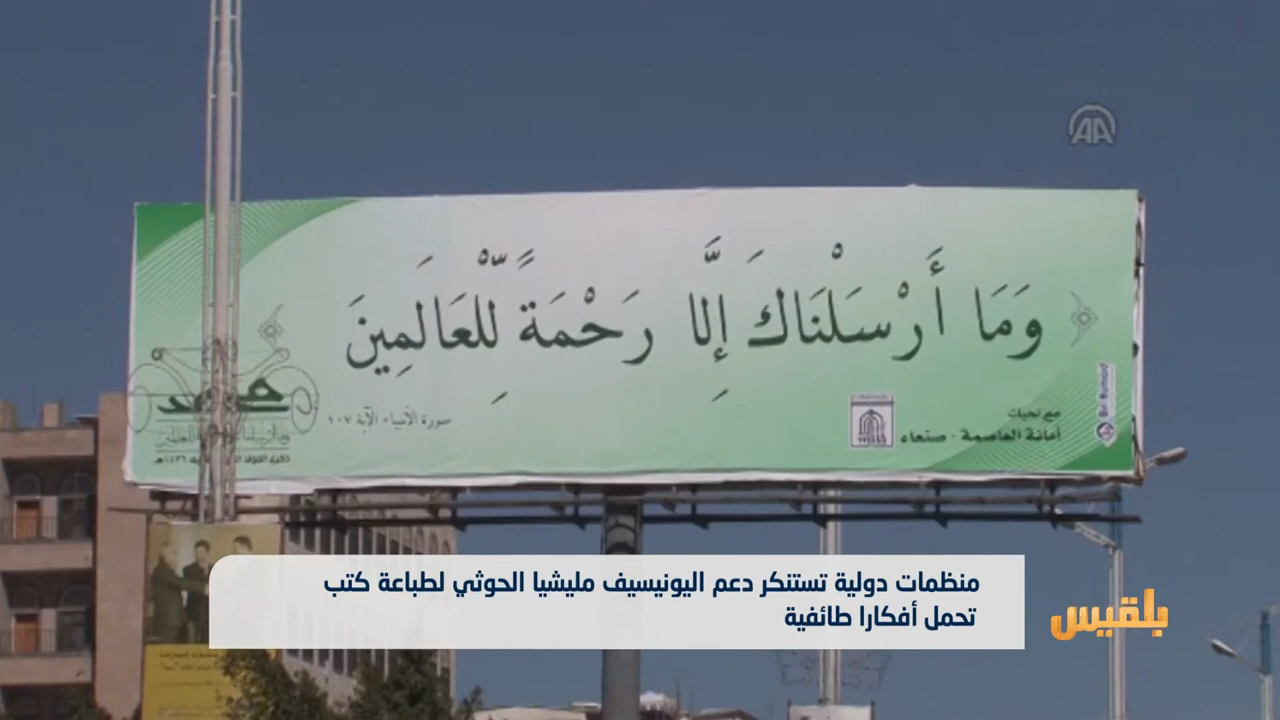 AA
وَمَا أَرْسَلْنَاكَ إِلَّا رَحْمَةً لِّلْعَالَمِينَ
سورة الأنبياء - الآية ١٠٧
محمد
مع تحيات
أمانة العاصمة - صنعاء
منظمات دولية تستنكر دعم اليونيسيف مليشيا الحوثي لطباعة كتب
تحمل أفكارا طائفية
بلقيس